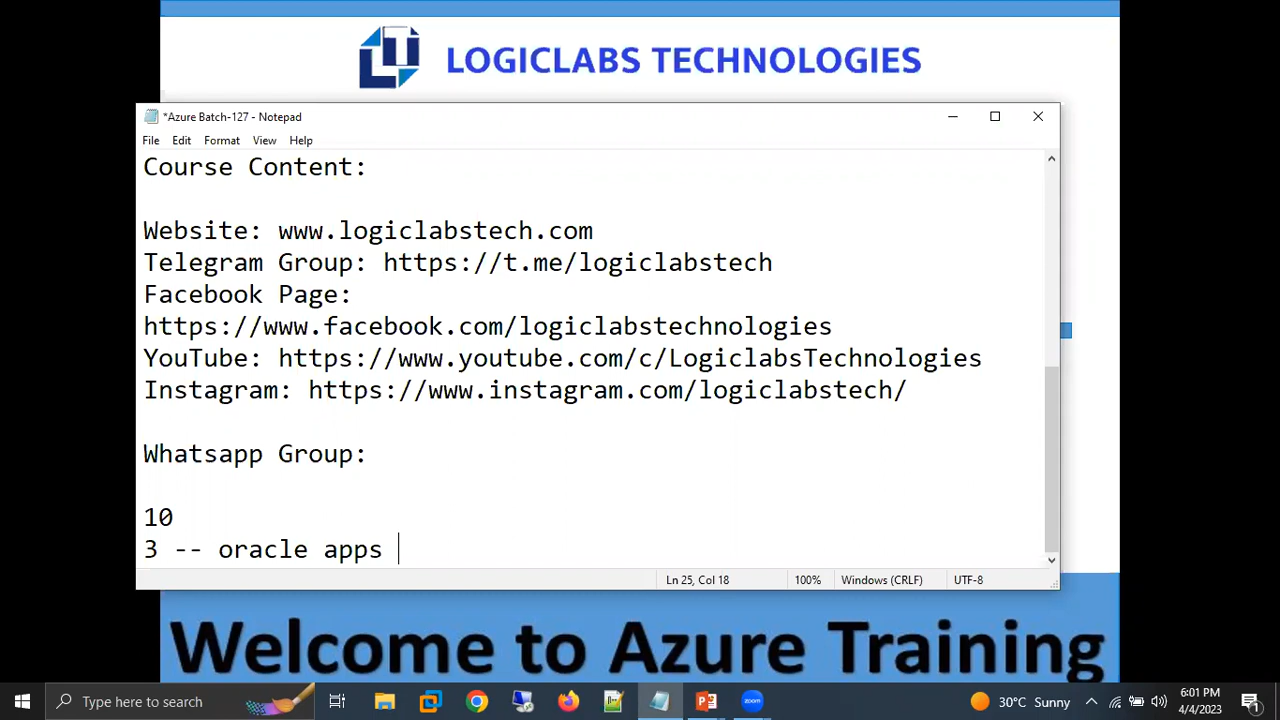 LOGICLABS TECHNOLOGIES
*Azure Batch-127 - Notepad
File Edit Format View Help
Course Content:
Website: www.logiclabstech.com
Telegram Group: https://t.me/logiclabstech
Facebook Page:
https://www.facebook.com/logiclabstechnologies
YouTube: https://www.youtube.com/c/LogiclabsTechnologies
Instagram: https://www.instagram.com/logiclabstech/
Whatsapp Group:
10
3 -- oracle apps
Ln 25, Col 18 100% Windows (CRLF) UTF-8
Welcome to Azure Training
Type here to search
30°C Sunny
6:01 PM
4/4/2023
1